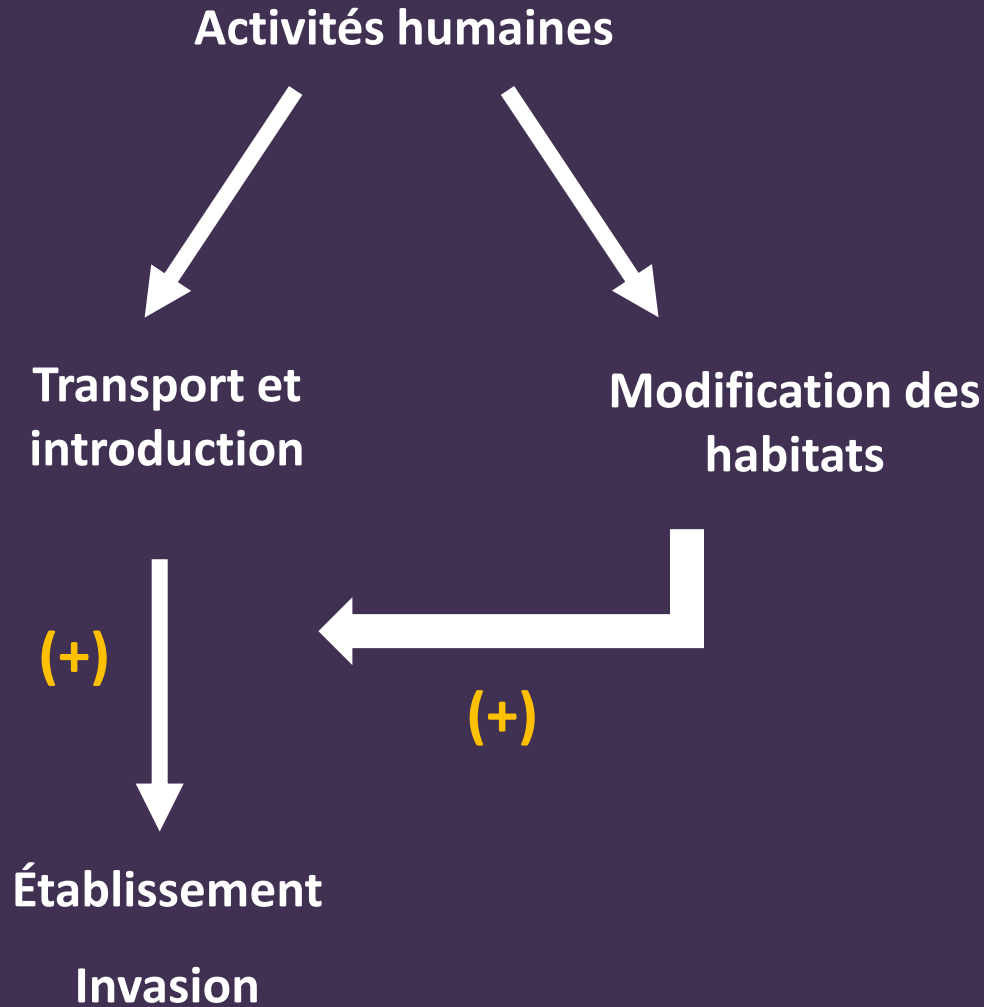 Activités humaines
Transport et
introduction
Modification des
habitats
(+)
(+)
Établissement
Invasion